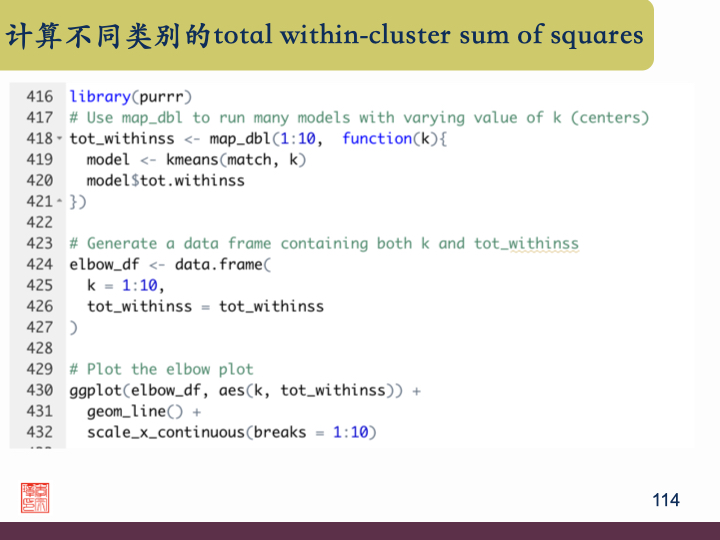 计算不同类别的total within-cluster sum of squares
416 library(purrr)
417 # Use map_dbl to run many models with varying value of k (centers)
418 tot_withinss <- map_dbl(1:10,  function(k){
419   model <- kmeans(match, k)
420   model$tot.withinss
421 })
422
423 # Generate a data frame containing both k and tot_withinss
424 elbow_df <- data.frame(
425   k = 1:10,
426   tot_withinss = tot_withinss
427 )
428
429 # Plot the elbow plot
430 ggplot(elbow_df, aes(k, tot_withinss)) +
431   geom_line() +
432   scale_x_continuous(breaks = 1:10)
114